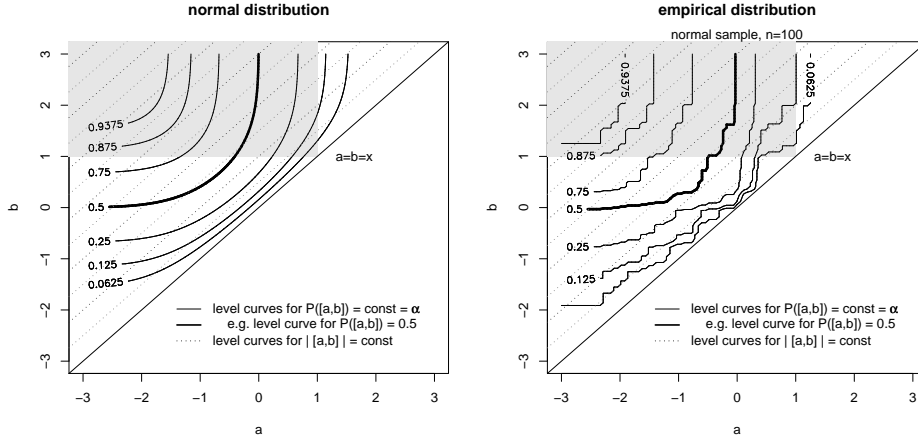 normal distribution
3
2
1
0
−1
−2
−3
b
0.9375
0.875
0.75
0.5
0.25
0.125
0.0625
a=b=x
level curves for P([a,b]) = const = α
e.g. level curve for P([a,b]) = 0.5
level curves for | [a,b] | = const
−3 −2 −1 0 1 2 3
a
empirical distribution
normal sample, n=100
3
2
1
0
−1
−2
−3
b
0.9375
0.0625
0.875
0.75
0.5
0.25
0.125
a=b=x
level curves for P([a,b]) = const = α
e.g. level curve for P([a,b]) = 0.5
level curves for | [a,b] | = const
−3 −2 −1 0 1 2 3
a